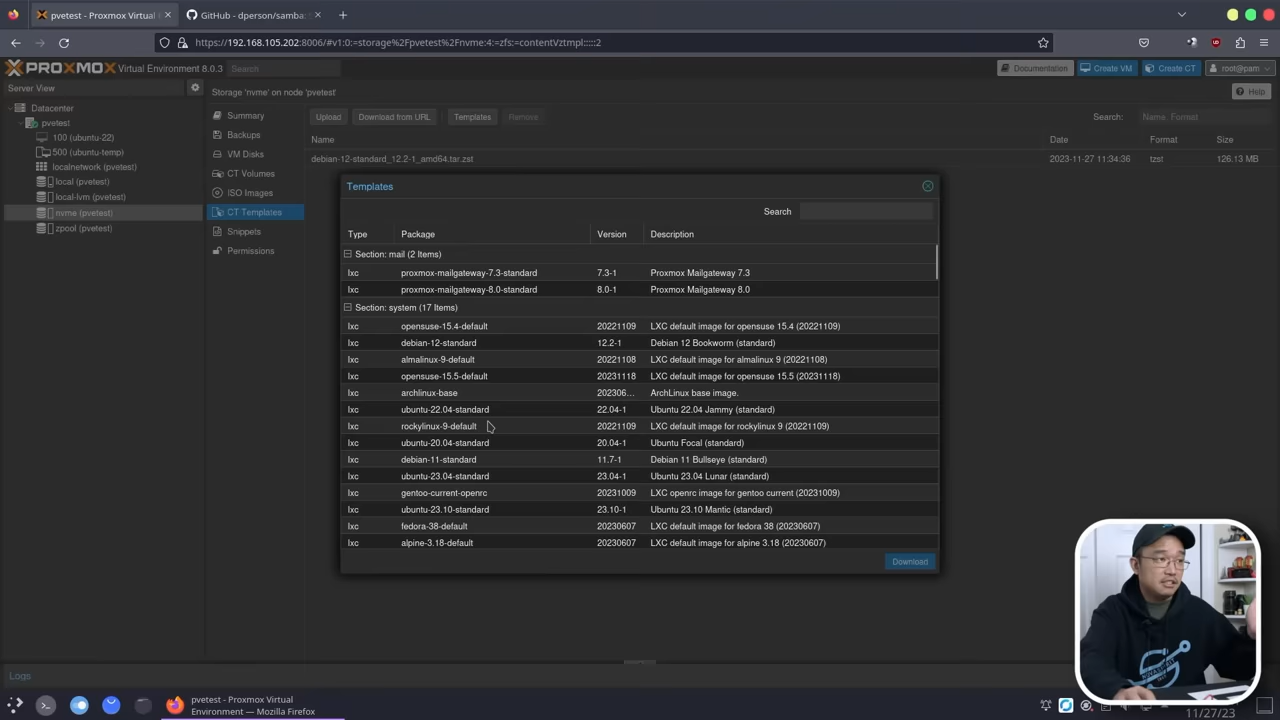 pvetest - Proxmox Virtual
GitHub - dperson/samba:
https://192.168.105.202:8006/#v1:0:=storage%2Fpvetest%2Fnvme:4:=zfs:=contentVztmpl:::::2
PROXMOX Virtual Environment 8.0.3 Search
Documentation Create VM Create CT root@pam
Server View
Storage 'nvme' on node 'pvetest'
Help
Datacenter
pvetest
100 (ubuntu-22)
500 (ubuntu-temp)
localnetwork (pvetest)
local (pvetest)
local-lvm (pvetest)
nvme (pvetest)
zpool (pvetest)
Summary
Backups
VM Disks
CT Volumes
ISO Images
CT Templates
Snippets
Permissions
Upload Download from URL Templates Remove Search: Name, Format
Name Date Format Size
debian-12-standard_12.2-1_amd64.tar.zst 2023-11-27 11:34:36 tzst 126.13 MB
Templates
Search
Type Package Version Description
Section: mail (2 Items)
lxc proxmox-mailgateway-7.3-standard 7.3-1 Proxmox Mailgateway 7.3
lxc proxmox-mailgateway-8.0-standard 8.0-1 Proxmox Mailgateway 8.0
Section: system (17 Items)
lxc opensuse-15.4-default 20221109 LXC default image for opensuse 15.4 (20221109)
lxc debian-12-standard 12.2-1 Debian 12 Bookworm (standard)
lxc almalinux-9-default 20221108 LXC default image for almalinux 9 (20221108)
lxc opensuse-15.5-default 20231118 LXC default image for opensuse 15.5 (20231118)
lxc archlinux-base 202306... ArchLinux base image.
lxc ubuntu-22.04-standard 22.04-1 Ubuntu 22.04 Jammy (standard)
lxc rockylinux-9-default 20221109 LXC default image for rockylinux 9 (20221109)
lxc ubuntu-20.04-standard 20.04-1 Ubuntu Focal (standard)
lxc debian-11-standard 11.7-1 Debian 11 Bullseye (standard)
lxc ubuntu-23.04-standard 23.04-1 Ubuntu 23.04 Lunar (standard)
lxc gentoo-current-openrc 20231009 LXC openrc image for gentoo current (20231009)
lxc ubuntu-23.10-standard 23.10-1 Ubuntu 23.10 Mantic (standard)
lxc fedora-38-default 20230607 LXC default image for fedora 38 (20230607)
lxc alpine-3.18-default 20230607 LXC default image for alpine 3.18 (20230607)
Download
Logs
pvetest - Proxmox Virtual
Environment — Mozilla Firefox
11/27/23